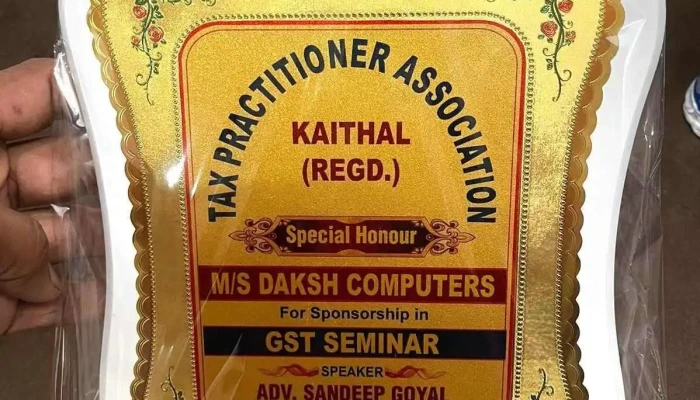 TAX PRACTITIONER ASSOCIATION
KAITHAL
(REGD.)
Special Honour
M/S DAKSH COMPUTERS
For Sponsorship in
GST SEMINAR
SPEAKER
ADV. SANDEEP GOYAL